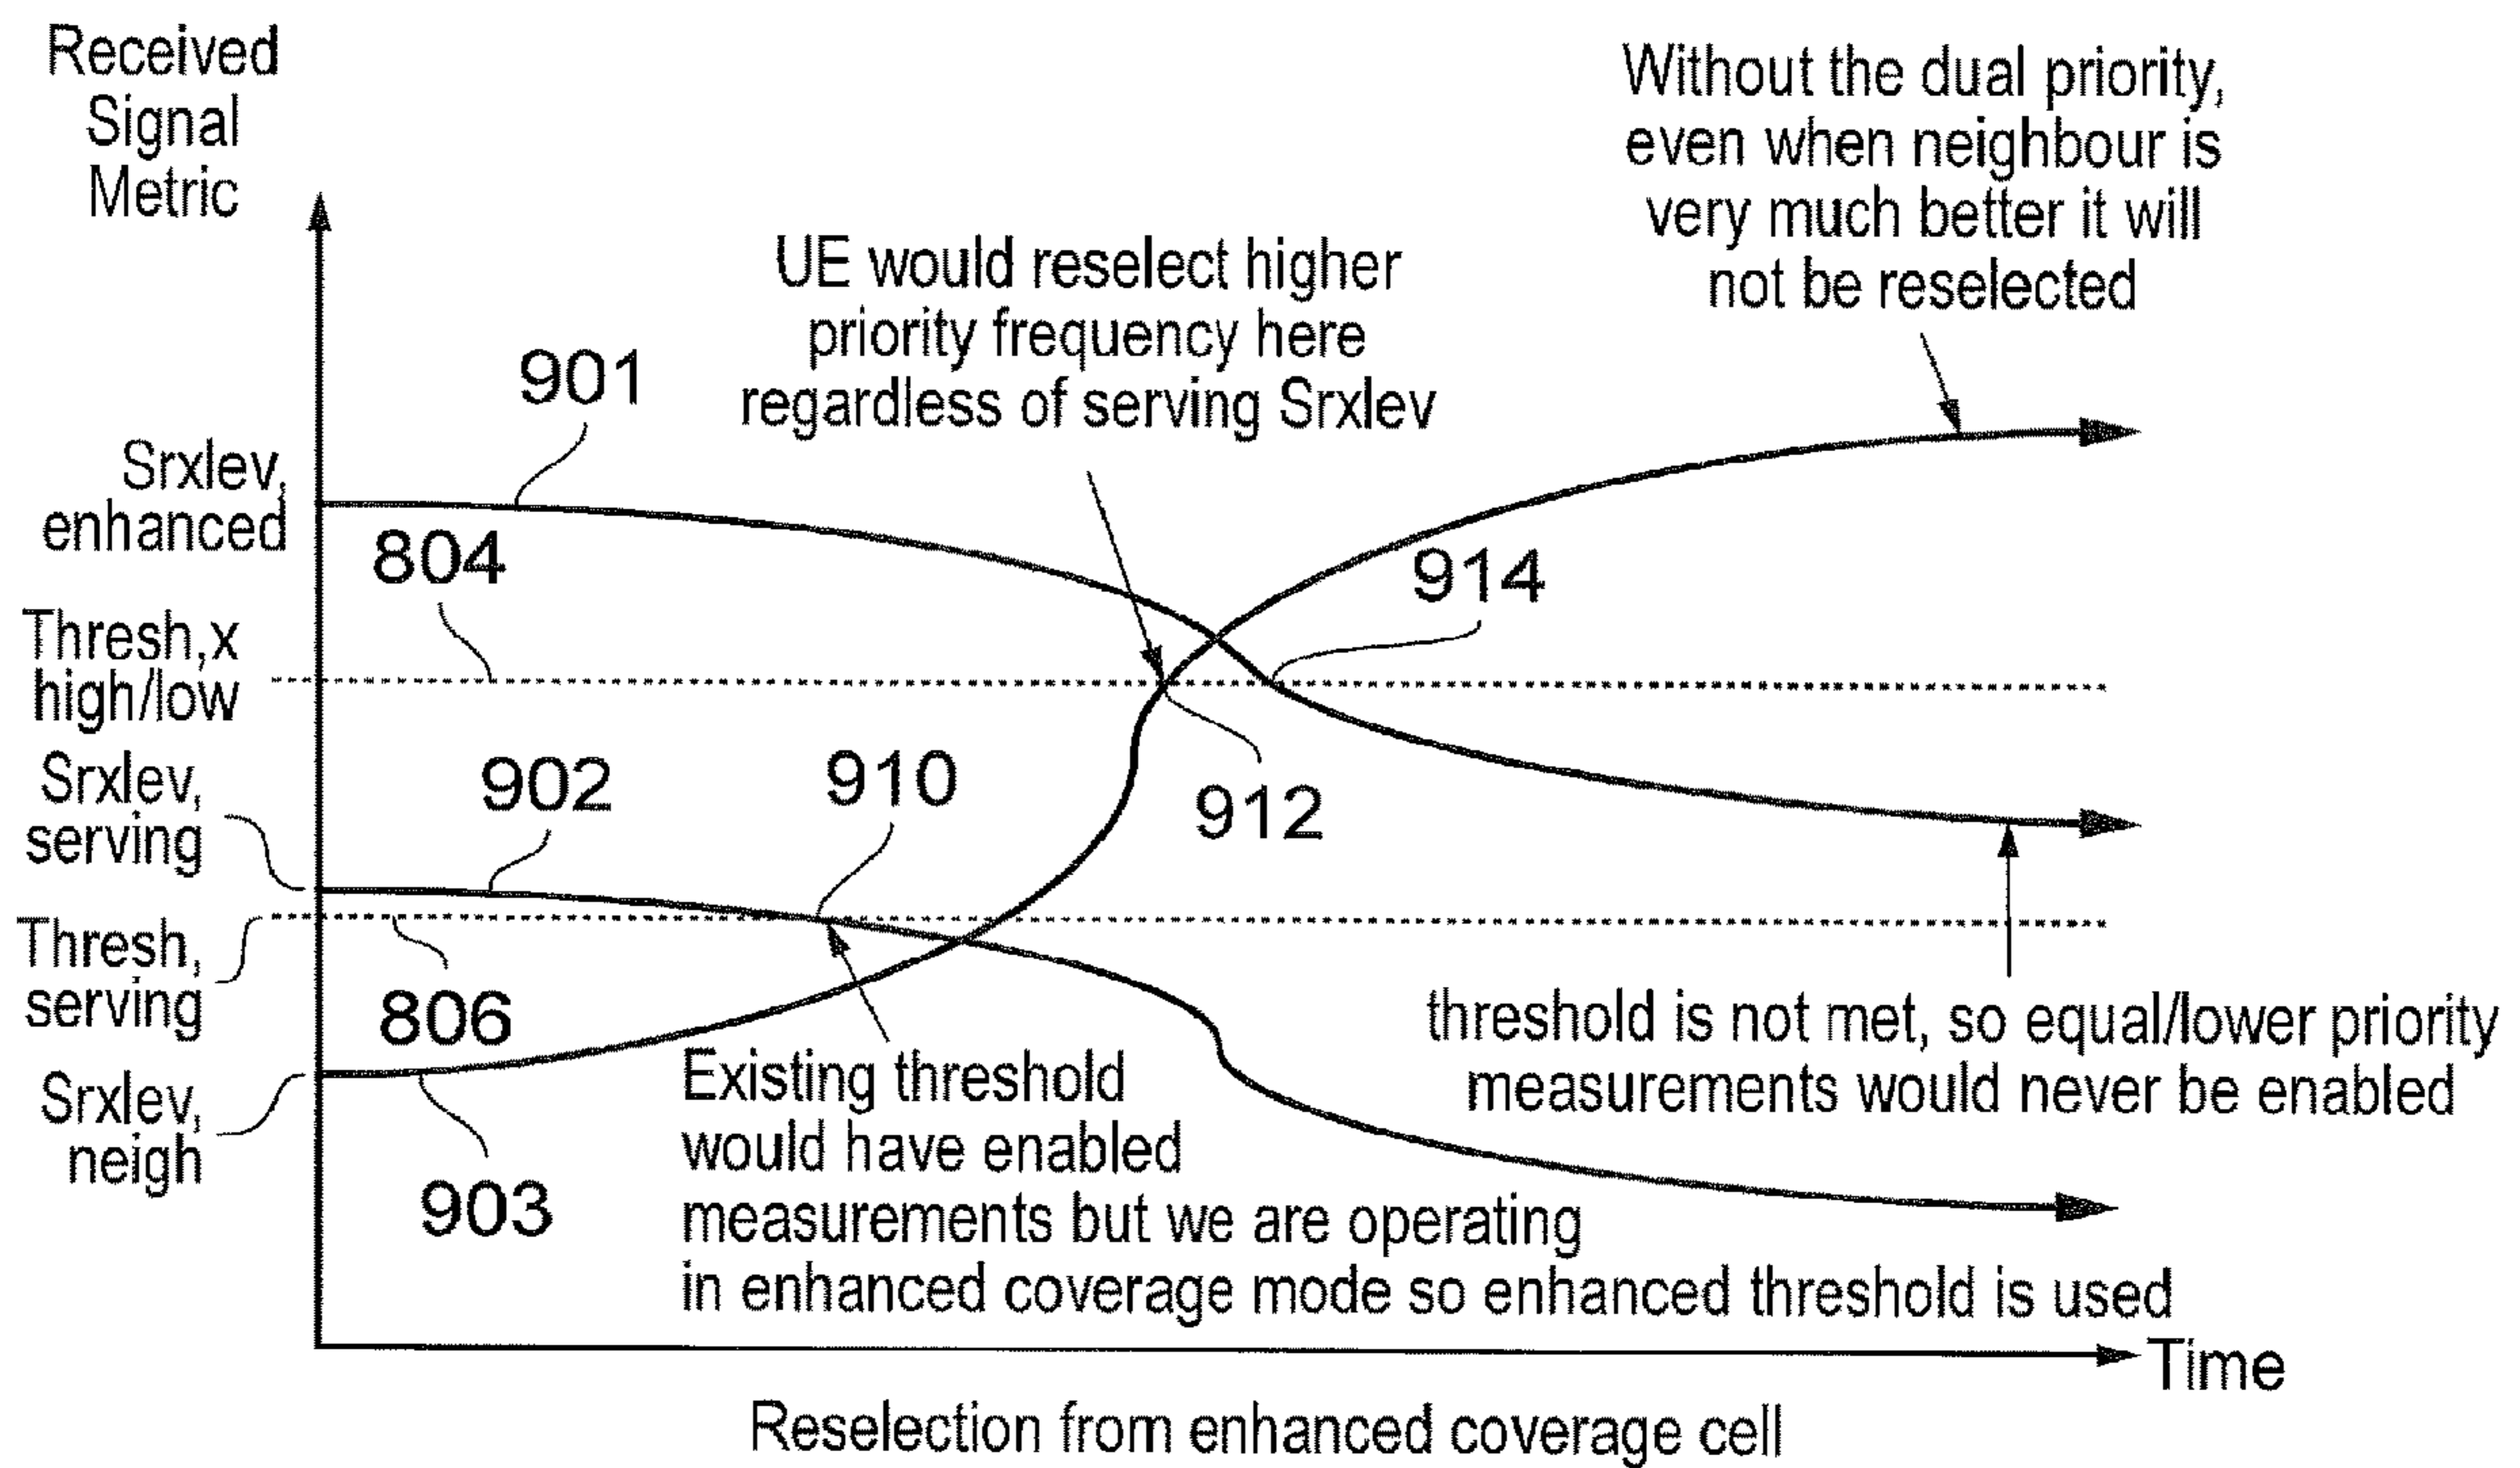 Received
Signal
Metric
Without the dual priority,
even when neighbour is
very much better it will
not be reselected
UE would reselect higher
priority frequency here
regardless of serving Srxlev
901
Srxlev,
enhanced
804
914
Thresh,x
high/low
Srxlev,
serving
902
910
912
Thresh,
serving
806
threshold is not met, so equal/lower priority
measurements would never be enabled
Srxlev,
neigh
903
Existing threshold
would have enabled
measurements but we are operating
in enhanced coverage mode so enhanced threshold is used
Time
Reselection from enhanced coverage cell